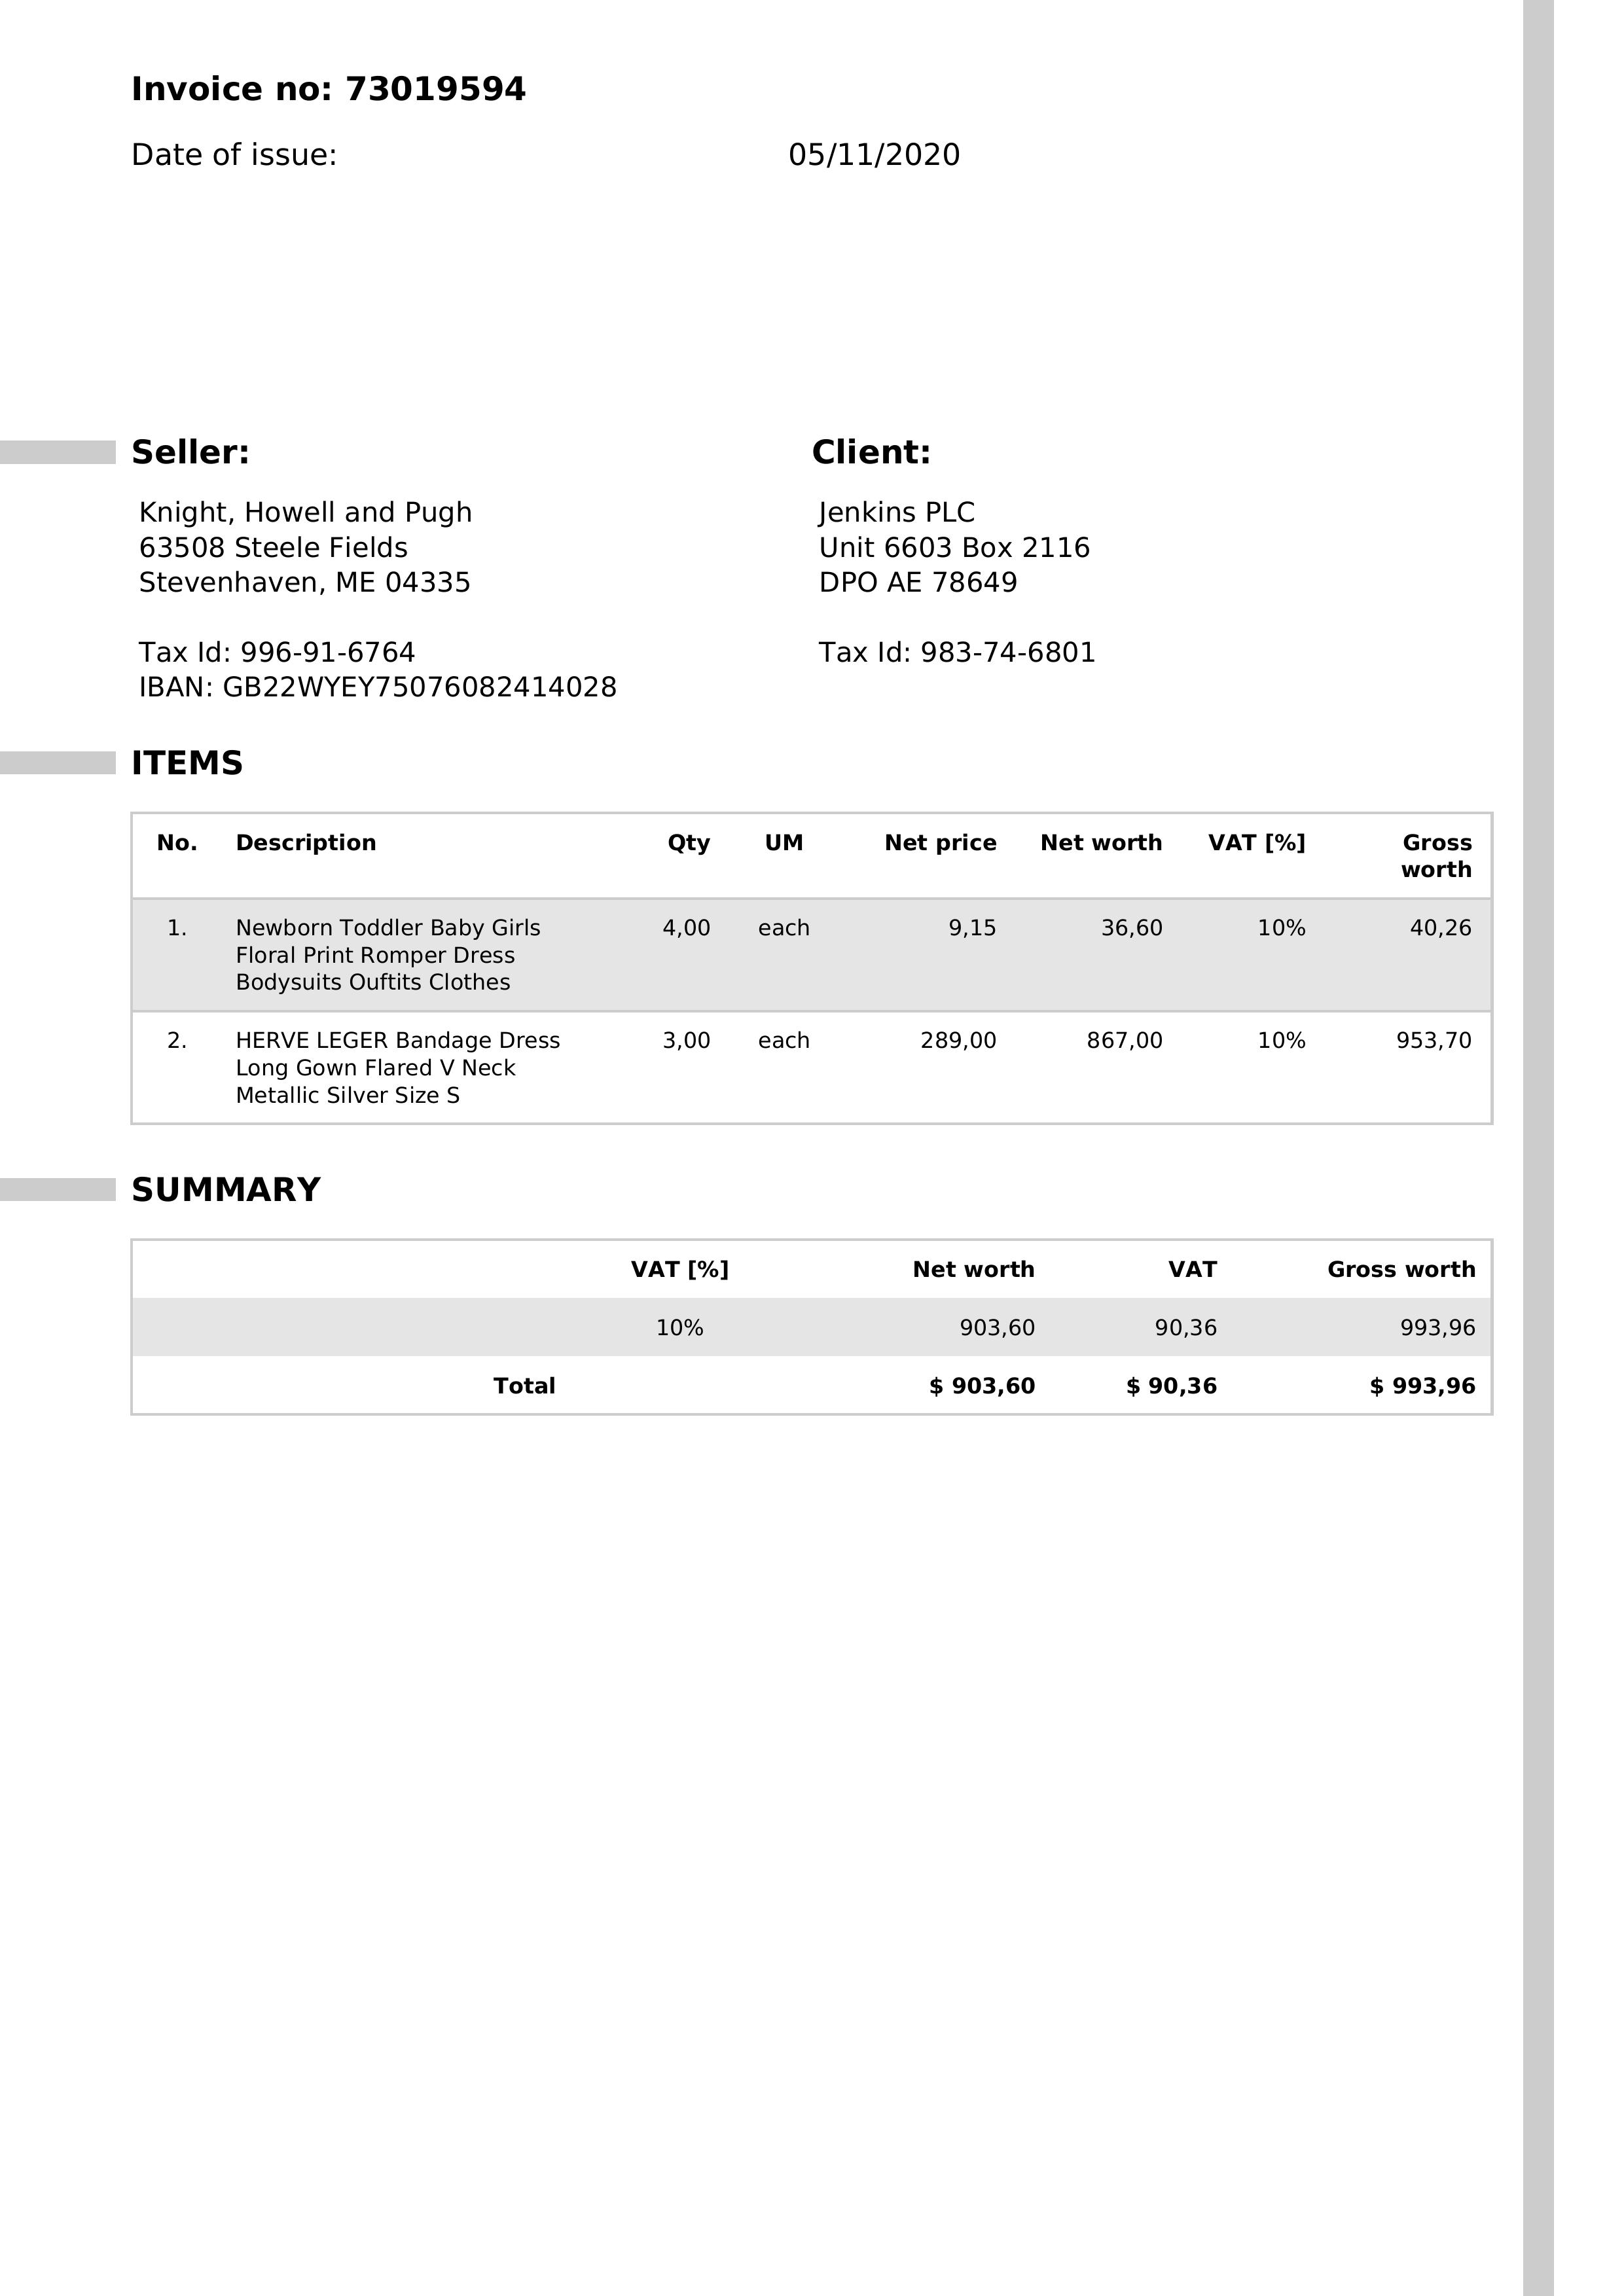 Invoice no: 73019594
Date of issue: 05/11/2020
Seller:
Knight, Howell and Pugh
63508 Steele Fields
Stevenhaven, ME 04335
Tax Id: 996-91-6764
IBAN: GB22WYEY75076082414028
Client:
Jenkins PLC
Unit 6603 Box 2116
DPO AE 78649
Tax Id: 983-74-6801
ITEMS
No. Description Qty UM Net price Net worth VAT [%] Gross
worth
1. Newborn Toddler Baby Girls 4,00 each 9,15 36,60 10% 40,26
Floral Print Romper Dress
Bodysuits Ouftits Clothes
2. HERVE LEGER Bandage Dress 3,00 each 289,00 867,00 10% 953,70
Long Gown Flared V Neck
Metallic Silver Size S
SUMMARY
VAT [%] Net worth VAT Gross worth
10% 903,60 90,36 993,96
Total $ 903,60 $ 90,36 $ 993,96